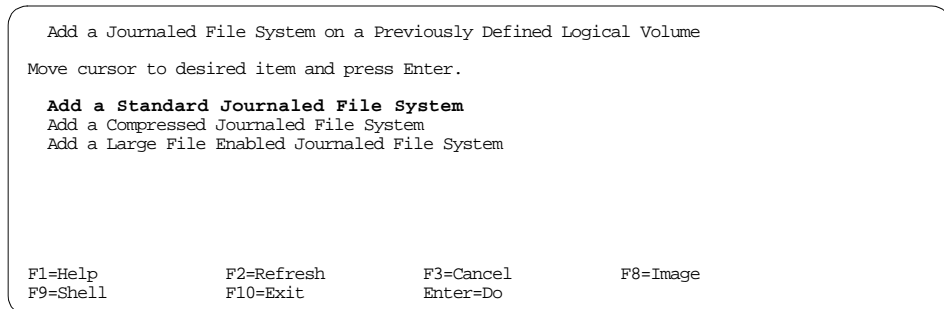 Add a Journaled File System on a Previously Defined Logical Volume
Move cursor to desired item and press Enter.
Add a Standard Journaled File System
Add a Compressed Journaled File System
Add a Large File Enabled Journaled File System
F1=Help F2=Refresh F3=Cancel F8=Image
F9=Shell F10=Exit Enter=Do